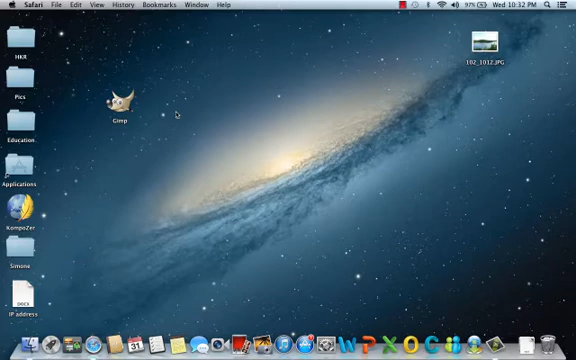 Safari File Edit View History Bookmarks Window Help 97% Wed 10:32 PM
HKR
Pics
Education
Applications
KompoZer
Simone
DOCX
IP address
Gimp
102_1012.JPG
31
W P X O C